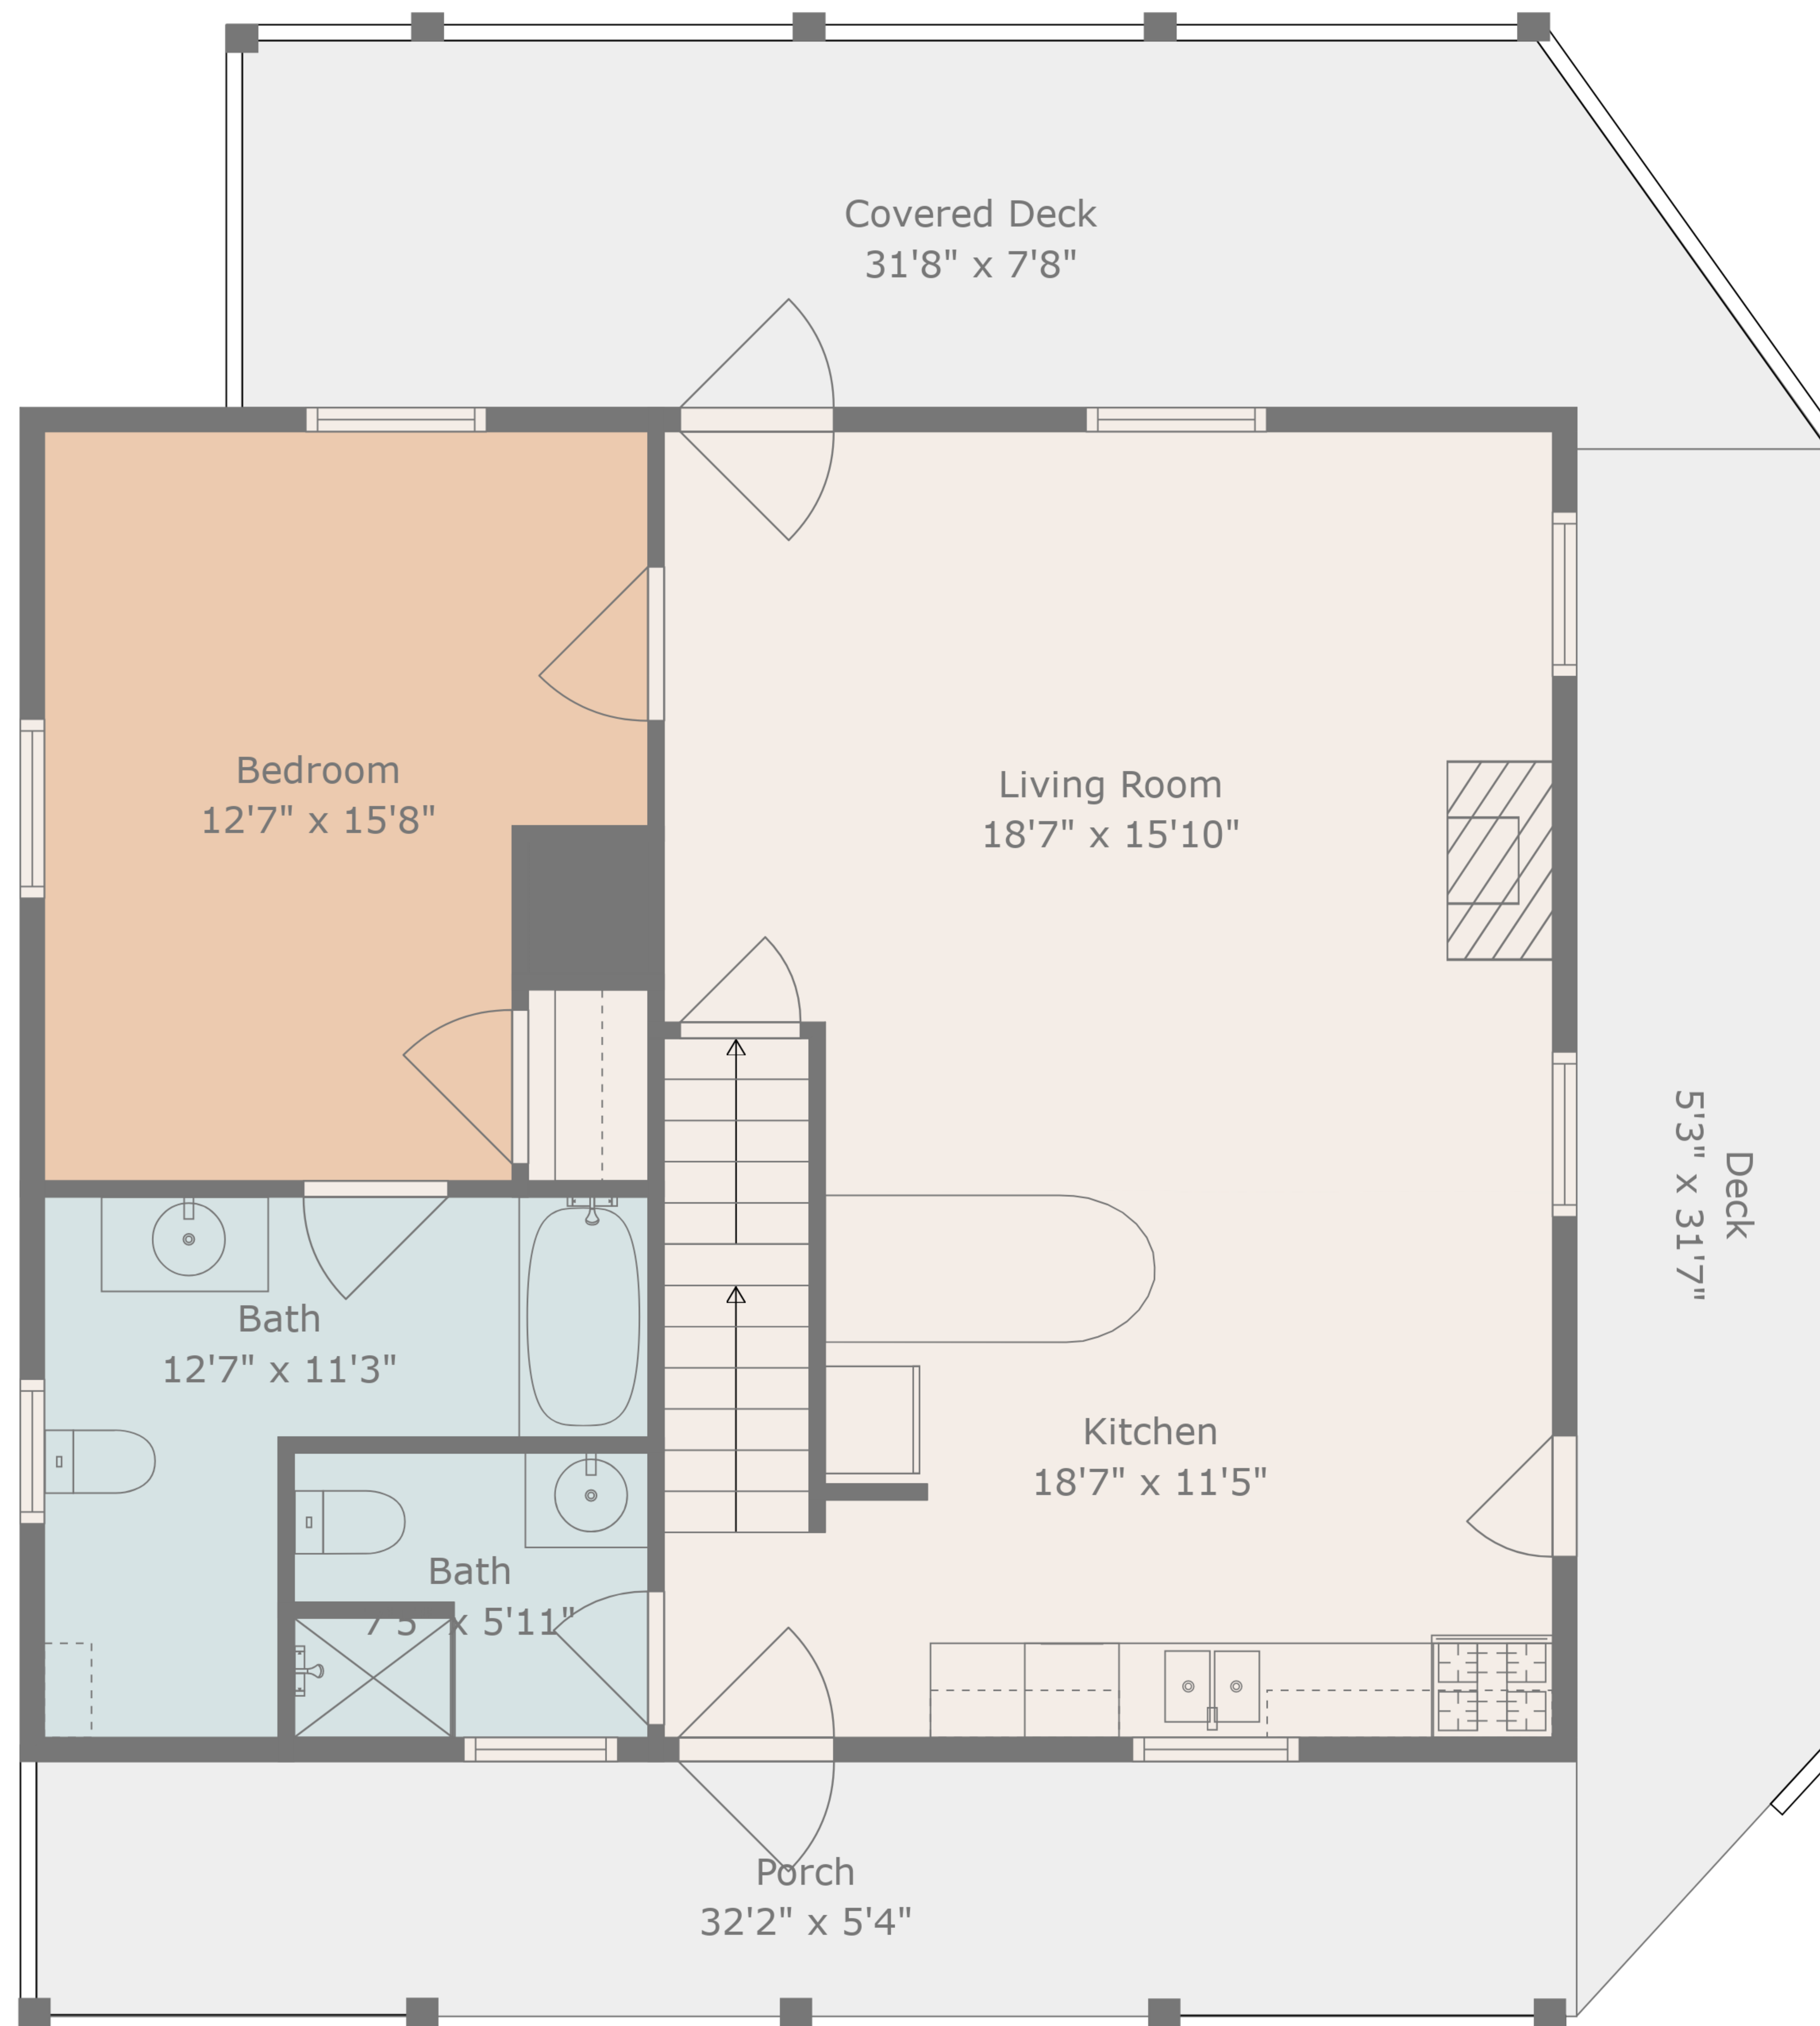 Covered Deck
31'8" x 7'8"
Bedroom
12'7" x 15'8"
Living Room
18'7" x 15'10"
Deck
5'3" x 31'7"
Bath
12'7" x 11'3"
Kitchen
18'7" x 11'5"
Bath
7'5" x 5'11"
Porch
32'2" x 5'4"